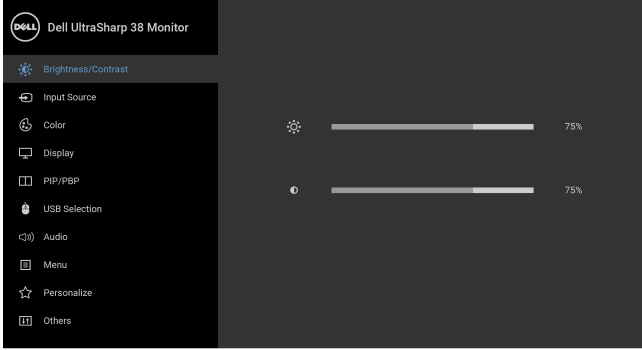 DELL
Dell UltraSharp 38 Monitor
Brightness/Contrast
Input Source
Color
75%
Display
PIP/PBP
75%
USB Selection
Audio
Menu
Personalize
Others